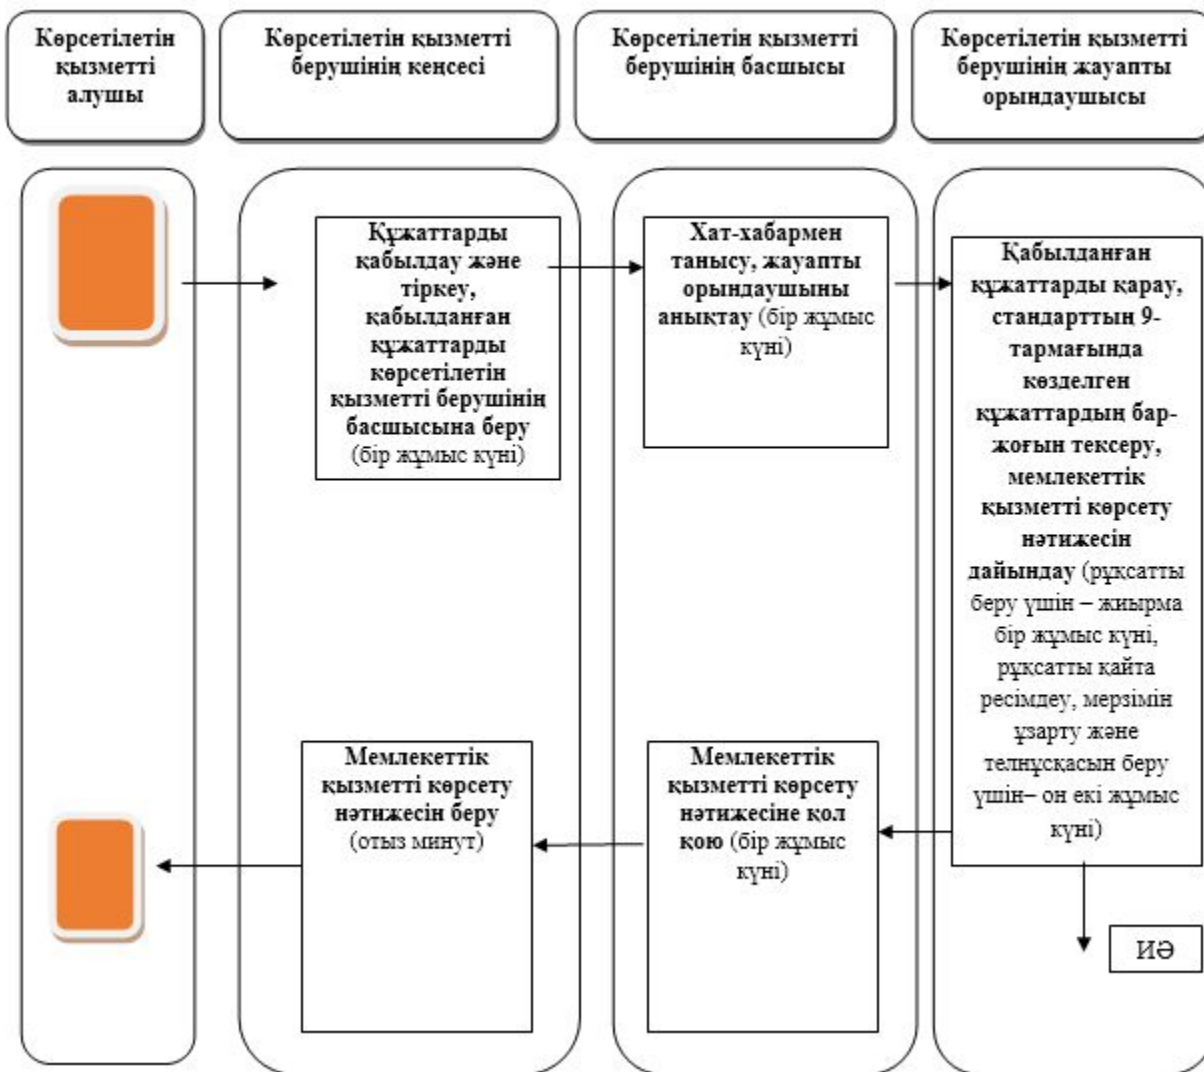 Көрсетілетін
қызметті
алушы
Көрсетілетін қызметті
берушінің кеңсесі
Көрсетілетін қызметті
берушінің басшысы
Көрсетілетін қызметті
берушінің жауапты
орындаушысы
Құжаттарды
қабылдау және
тіркеу,
қабылданған
құжаттарды
көрсетілетін
қызметті берушінің
басшысына беру
(бір жұмыс күні)
Хат-хабармен
танысу, жауапты
орындаушыны
анықтау (бір жұмыс
күні)
Қабылданған
құжаттарды қарау,
стандарттың 9-
тармағында
көзделген
құжаттардың бар-
жоғын тексеру,
мемлекеттік
қызметті көрсету
нәтижесін
дайындау (рұқсатты
беру үшін – жиырма
бір жұмыс күні,
рұқсатты қайта
ресімдеу, мерзімін
ұзарту және
телнұсқасын беру
үшін– он екі жұмыс
күні)
Мемлекеттік
қызметті көрсету
нәтижесін беру
(отыз минут)
Мемлекеттік
қызметті көрсету
нәтижесіне қол
қою (бір жұмыс
күні)
ИӘ